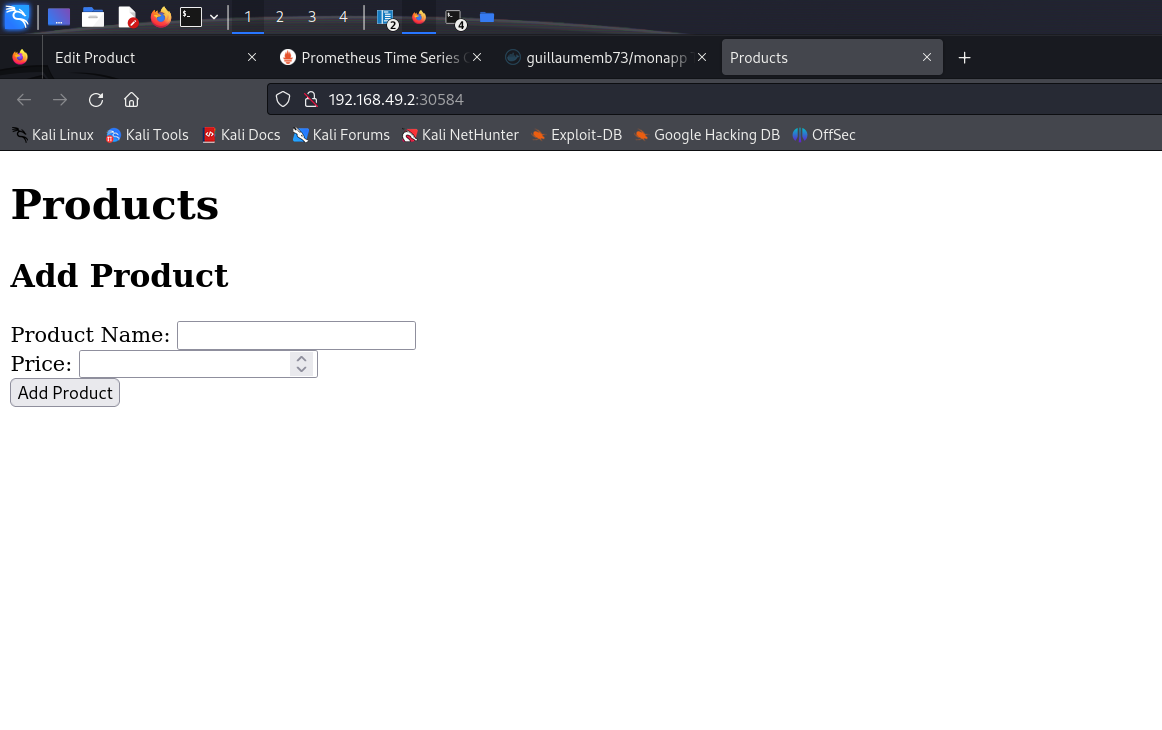 1 2 3 4 2 4
Edit Product Prometheus Time Series guillaumemb73/monapp Products
192.168.49.2:30584
Kali Linux Kali Tools Kali Docs Kali Forums Kali NetHunter Exploit-DB Google Hacking DB OffSec
Products
Add Product
Product Name:
Price:
Add Product